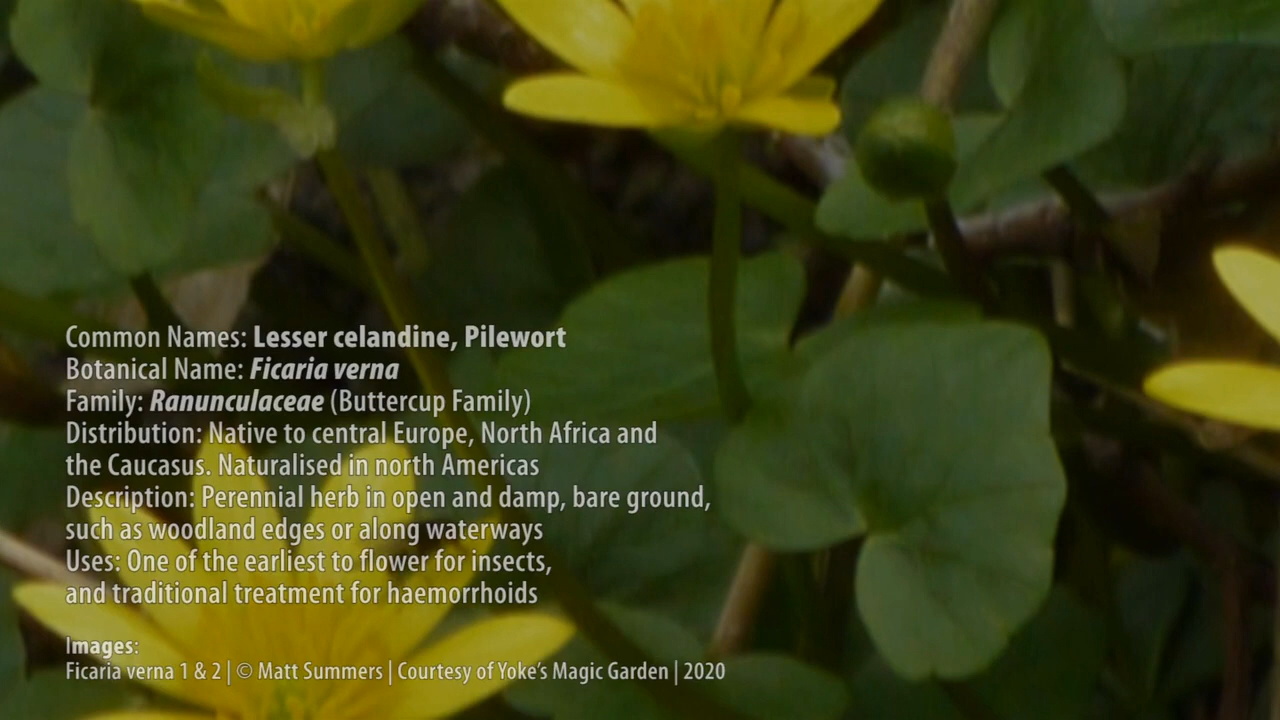 Common Names: Lesser celandine, Pilewort
Botanical Name: Ficaria verna
Family: Ranunculaceae (Buttercup Family)
Distribution: Native to central Europe, North Africa and
the Caucasus. Naturalised in north Americas
Description: Perennial herb in open and damp, bare ground,
such as woodland edges or along waterways
Uses: One of the earliest to flower for insects,
and traditional treatment for haemorrhoids
Images:
Ficaria verna 1 & 2 | © Matt Summers | Courtesy of Yoke’s Magic Garden | 2020